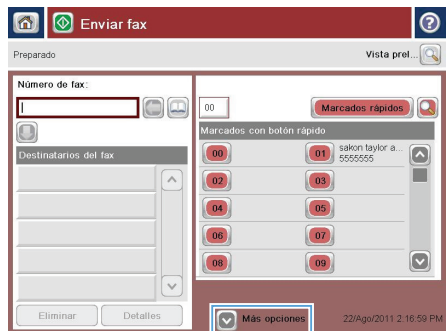 Enviar fax
?
Preparado
Vista prel...
Número de fax:
00
Marcados rápidos
Marcados con botón rápido
Destinatarios del fax
00
01 sakon taylor a...
5555555
02
03
04
05
06
07
08
09
Eliminar
Detalles
Más opciones
22/Ago/2011 2:16:59 PM